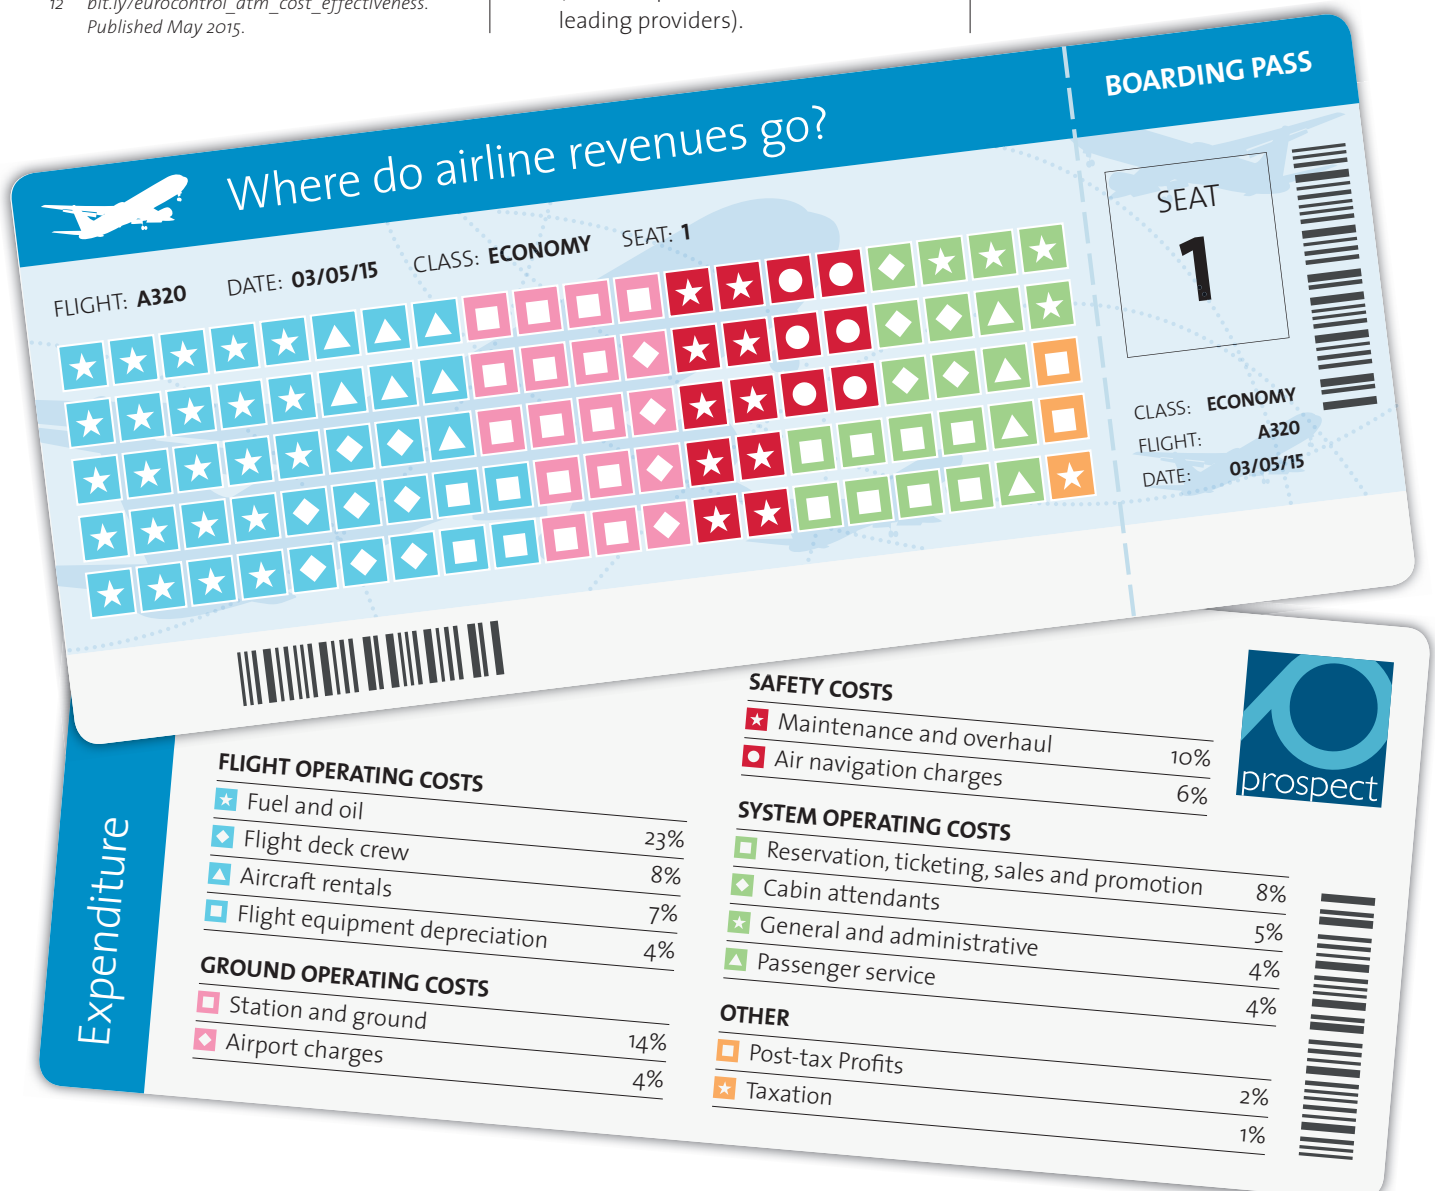 12 bit.ly/eurocontrol_atm_cost_effectiveness.
Published May 2015.
leading providers).
Where do airline revenues go?
BOARDING PASS
FLIGHT: A320 DATE: 03/05/15 CLASS: ECONOMY SEAT: 1
SEAT
1
CLASS: ECONOMY
FLIGHT: A320
DATE: 03/05/15
Expenditure
FLIGHT OPERATING COSTS
Fuel and oil 23%
Flight deck crew 8%
Aircraft rentals 7%
Flight equipment depreciation 4%
GROUND OPERATING COSTS
Station and ground 14%
Airport charges 4%
SAFETY COSTS
Maintenance and overhaul 10%
Air navigation charges 6%
SYSTEM OPERATING COSTS
Reservation, ticketing, sales and promotion 8%
Cabin attendants 5%
General and administrative 4%
Passenger service 4%
OTHER
Post-tax Profits 2%
Taxation 1%
prospect